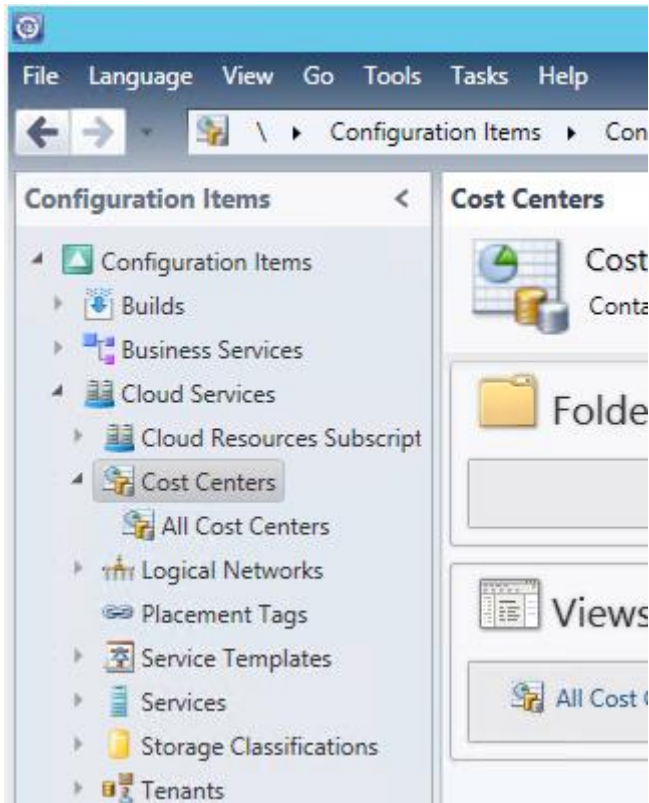 File Language View Go Tools Tasks Help
\ Configuration Items Con
Configuration Items <
Configuration Items
Builds
Business Services
Cloud Services
Cloud Resources Subscript
Cost Centers
All Cost Centers
Logical Networks
Placement Tags
Service Templates
Services
Storage Classifications
Tenants
Cost Centers
Cost
Conta
Folde
Views
All Cost